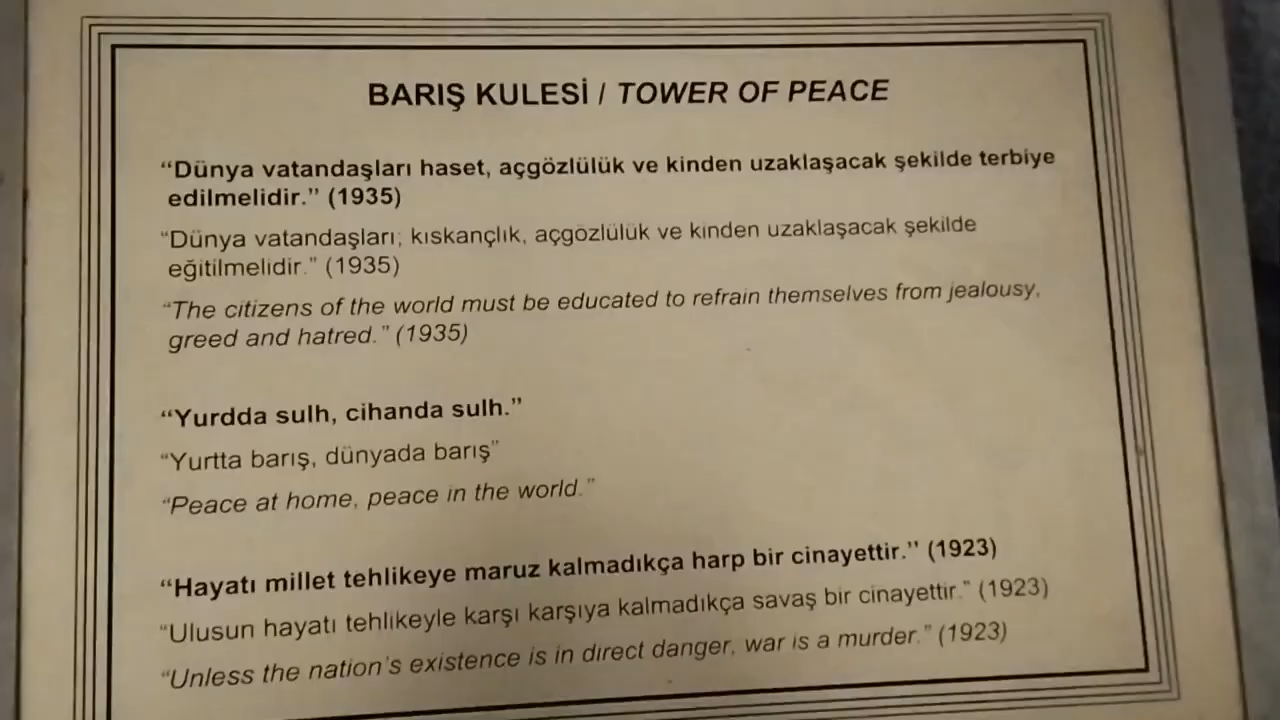 BARIŞ KULESİ / TOWER OF PEACE
“Dünya vatandaşları haset, açgözlülük ve kinden uzaklaşacak şekilde terbiye
edilmelidir.” (1935)
“Dünya vatandaşları; kıskançlık, açgözlülük ve kinden uzaklaşacak şekilde
eğitilmelidir.” (1935)
“The citizens of the world must be educated to refrain themselves from jealousy,
greed and hatred.” (1935)
“Yurdda sulh, cihanda sulh.”
“Yurtta barış, dünyada barış”
“Peace at home, peace in the world.”
“Hayatı millet tehlikeye maruz kalmadıkça harp bir cinayettir.” (1923)
“Ulusun hayatı tehlikeyle karşı karşıya kalmadıkça savaş bir cinayettir.” (1923)
“Unless the nation’s existence is in direct danger, war is a murder.” (1923)